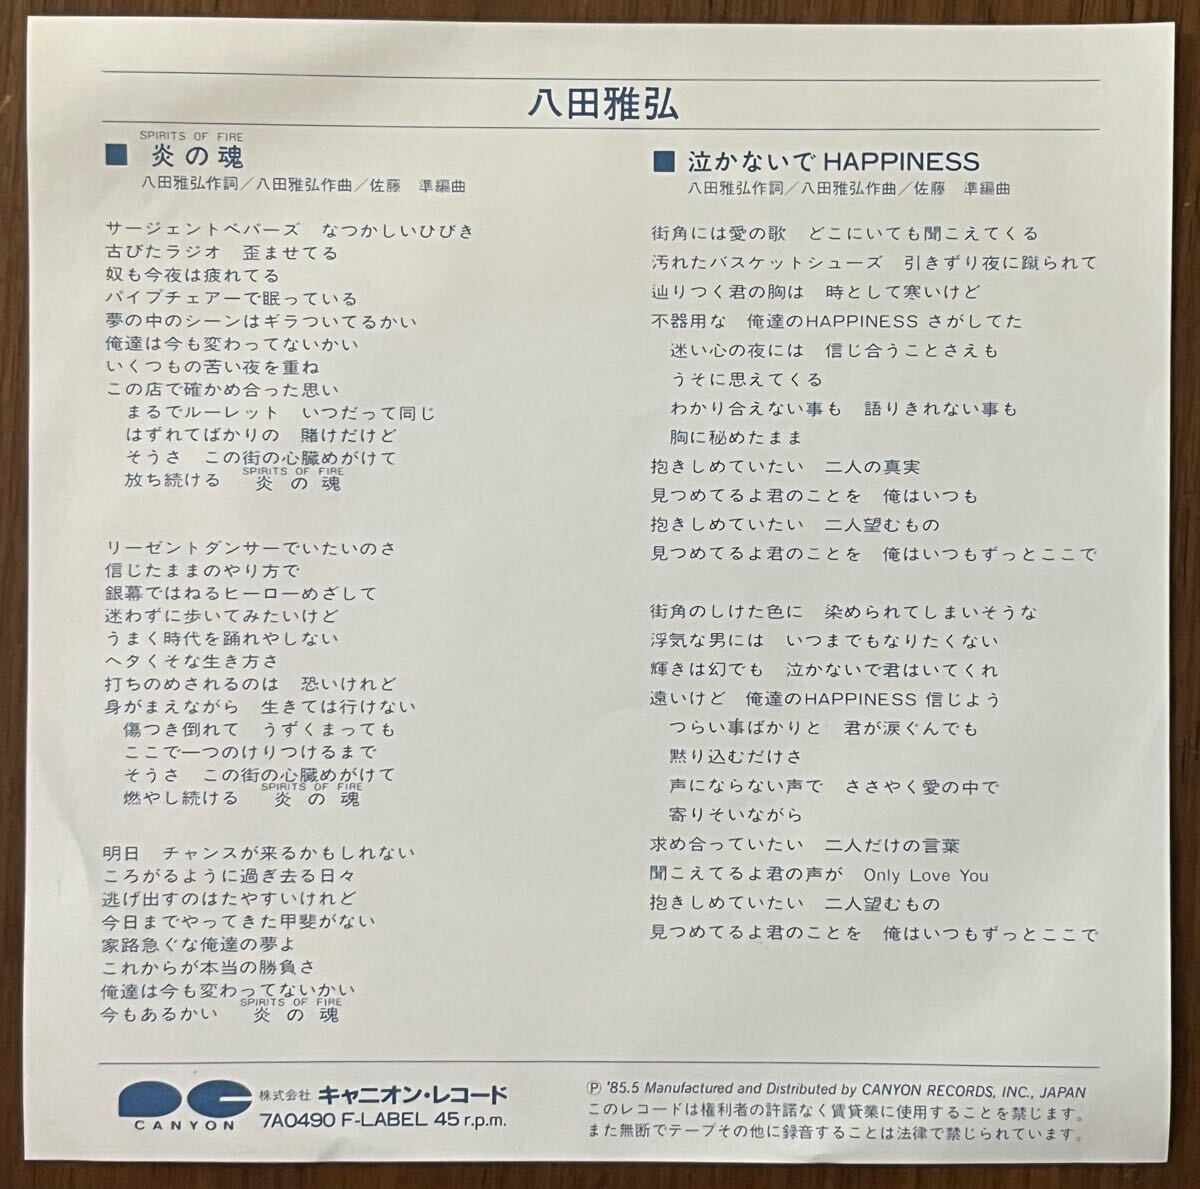 八田雅弘
SPIRITS OF FIRE
■ 炎の魂
八田雅弘作詞／八田雅弘作曲／佐藤　準編曲
サージェントペパーズ　なつかしいひびき
古びたラジオ　歪ませてる
奴も今夜は疲れてる
パイプチェアーで眠っている
夢の中のシーンはギラついてるかい
俺達は今も変わってないかい
いくつもの苦い夜を重ね
この店で確かめ合った思い
まるでルーレット　いつだって同じ
はずれてばかりの　賭けだけど
そうさ　この街の心臓めがけて
SPIRITS OF FIRE
放ち続ける　炎の魂
リーゼントダンサーでいたいのさ
信じたままのやり方で
銀幕ではねるヒーローめざして
迷わずに歩いてみたいけど
うまく時代を踊れやしない
ヘタくそな生き方さ
打ちのめされるのは　恐いけれど
身がまえながら　生きては行けない
傷つき倒れて　うずくまっても
ここで一つのけりつけるまで
そうさ　この街の心臓めがけて
SPIRITS OF FIRE
燃やし続ける　炎の魂
明日　チャンスが来るかもしれない
ころがるように過ぎ去る日々
逃げ出すのはたやすいけれど
今日までやってきた甲斐がない
家路急ぐな俺達の夢よ
これからが本当の勝負さ
俺達は今も変わってないかい
SPIRITS OF FIRE
今もあるかい　炎の魂
■ 泣かないで HAPPINESS
八田雅弘作詞／八田雅弘作曲／佐藤　準編曲
街角には愛の歌　どこにいても聞こえてくる
汚れたバスケットシューズ　引きずり夜に蹴られて
辿りつく君の胸は　時として寒いけど
不器用な　俺達のHAPPINESS さがしてた
迷い心の夜には　信じ合うことさえも
うそに思えてくる
わかり合えない事も　語りきれない事も
胸に秘めたまま
抱きしめていたい　二人の真実
見つめてるよ君のことを　俺はいつも
抱きしめていたい　二人望むもの
見つめてるよ君のことを　俺はいつもずっとここで
街角のしけた色に　染められてしまいそうな
浮気な男には　いつまでもなりたくない
輝きは幻でも　泣かないで君はいてくれ
遠いけど　俺達のHAPPINESS 信じよう
つらい事ばかりと　君が涙ぐんでも
黙り込むだけさ
声にならない声で　ささやく愛の中で
寄りそいながら
求め合っていたい　二人だけの言葉
聞こえてるよ君の声が　Only Love You
抱きしめていたい　二人望むもの
見つめてるよ君のことを　俺はいつもずっとここで
CANYON
株式会社 キャニオン・レコード
7A0490 F-LABEL 45 r.p.m.
Ⓟ '85.5 Manufactured and Distributed by CANYON RECORDS, INC., JAPAN
このレコードは権利者の許諾なく賃貸業に使用することを禁じます。
また無断でテープその他に録音することは法律で禁じられています。